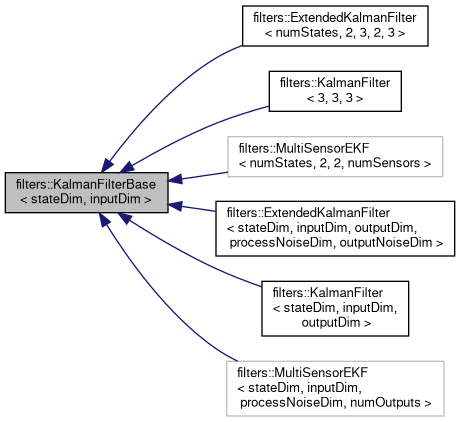 filters::ExtendedKalmanFilter
< numStates, 2, 3, 2, 3 >
filters::KalmanFilter
< 3, 3, 3 >
filters::MultiSensorEKF
< numStates, 2, 2, numSensors >
filters::KalmanFilterBase
< stateDim, inputDim >
filters::ExtendedKalmanFilter
< stateDim, inputDim, outputDim,
processNoiseDim, outputNoiseDim >
filters::KalmanFilter
< stateDim, inputDim,
outputDim >
filters::MultiSensorEKF
< stateDim, inputDim,
processNoiseDim, numOutputs >